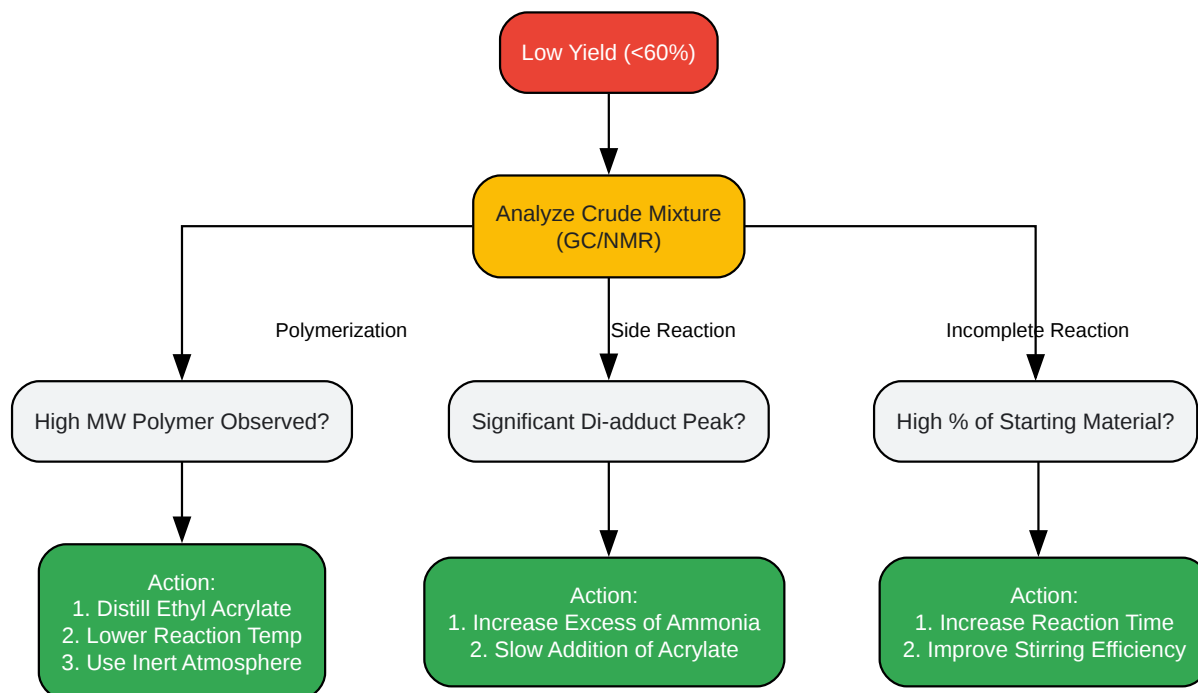 Low Yield (<60%)
Analyze Crude Mixture
(GC/NMR)
Polymerization
Side Reaction
Incomplete Reaction
High MW Polymer Observed?
Significant Di-adduct Peak?
High % of Starting Material?
Action:
1. Distill Ethyl Acrylate
2. Lower Reaction Temp
3. Use Inert Atmosphere
Action:
1. Increase Excess of Ammonia
2. Slow Addition of Acrylate
Action:
1. Increase Reaction Time
2. Improve Stirring Efficiency